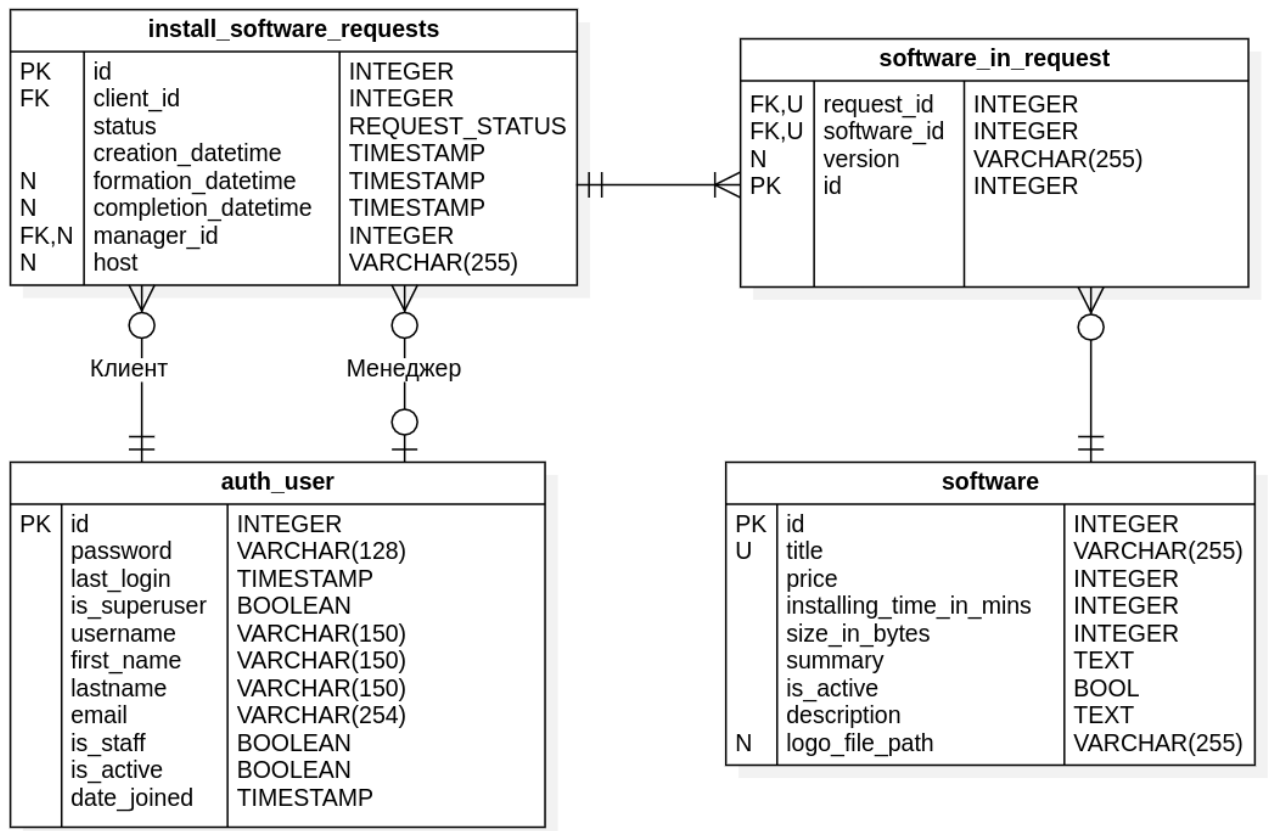 install_software_requests
PK id INTEGER
FK client_id INTEGER
status REQUEST_STATUS
creation_datetime TIMESTAMP
N formation_datetime TIMESTAMP
N completion_datetime TIMESTAMP
FK,N manager_id INTEGER
N host VARCHAR(255)
software_in_request
FK,U request_id INTEGER
FK,U software_id INTEGER
N version VARCHAR(255)
PK id INTEGER
Клиент
Менеджер
auth_user
PK id INTEGER
password VARCHAR(128)
last_login TIMESTAMP
is_superuser BOOLEAN
username VARCHAR(150)
first_name VARCHAR(150)
lastname VARCHAR(150)
email VARCHAR(254)
is_staff BOOLEAN
is_active BOOLEAN
date_joined TIMESTAMP
software
PK id INTEGER
U title VARCHAR(255)
price INTEGER
installing_time_in_mins INTEGER
size_in_bytes INTEGER
summary TEXT
is_active BOOL
description TEXT
N logo_file_path VARCHAR(255)